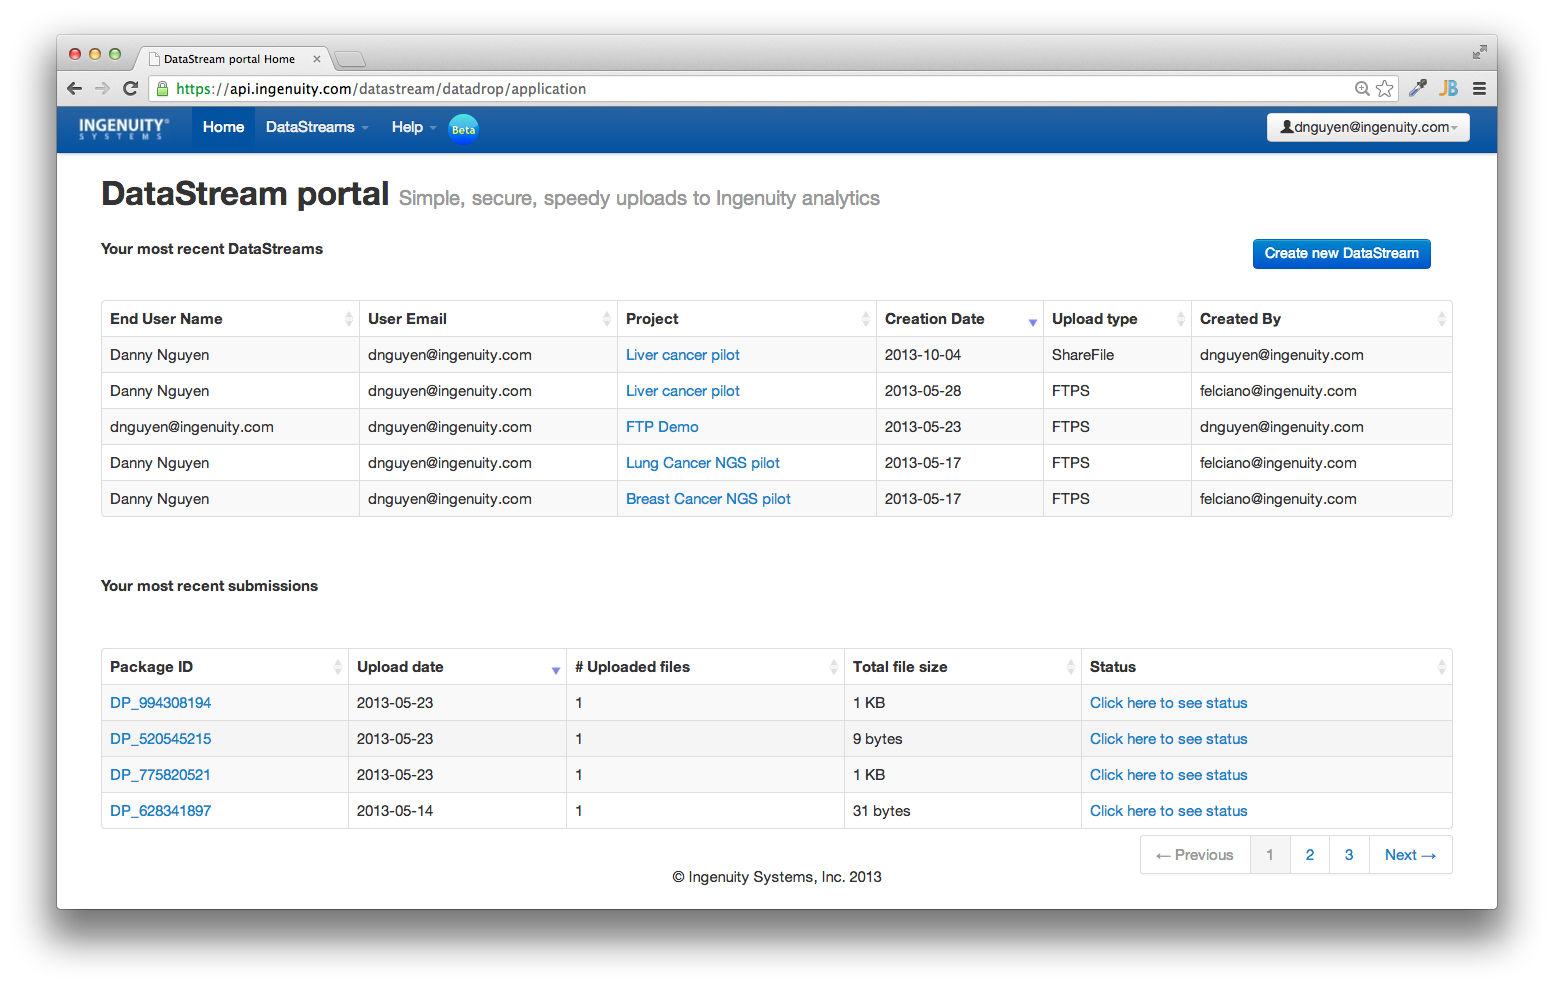 DataStream portal Home
https://api.ingenuity.com/datastream/datadrop/application
JB
INGENUITY® Home DataStreams Help Beta dnguyen@ingenuity.com
SYSTEMS
DataStream portal Simple, secure, speedy uploads to Ingenuity analytics
Your most recent DataStreams Create new DataStream
End User Name User Email Project Creation Date Upload type Created By
Danny Nguyen dnguyen@ingenuity.com Liver cancer pilot 2013-10-04 ShareFile dnguyen@ingenuity.com
Danny Nguyen dnguyen@ingenuity.com Liver cancer pilot 2013-05-28 FTPS felciano@ingenuity.com
dnguyen@ingenuity.com dnguyen@ingenuity.com FTP Demo 2013-05-23 FTPS dnguyen@ingenuity.com
Danny Nguyen dnguyen@ingenuity.com Lung Cancer NGS pilot 2013-05-17 FTPS felciano@ingenuity.com
Danny Nguyen dnguyen@ingenuity.com Breast Cancer NGS pilot 2013-05-17 FTPS felciano@ingenuity.com
Your most recent submissions
Package ID Upload date # Uploaded files Total file size Status
DP_994308194 2013-05-23 1 1 KB Click here to see status
DP_520545215 2013-05-23 1 9 bytes Click here to see status
DP_775820521 2013-05-23 1 1 KB Click here to see status
DP_628341897 2013-05-14 1 31 bytes Click here to see status
← Previous 1 2 3 Next →
© Ingenuity Systems, Inc. 2013